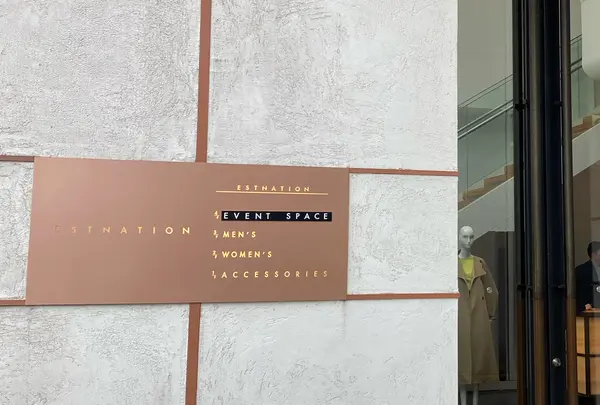 ESTNATION
ESTNATION
EVENT SPACE
MEN'S
WOMEN'S
ACCESSORIES